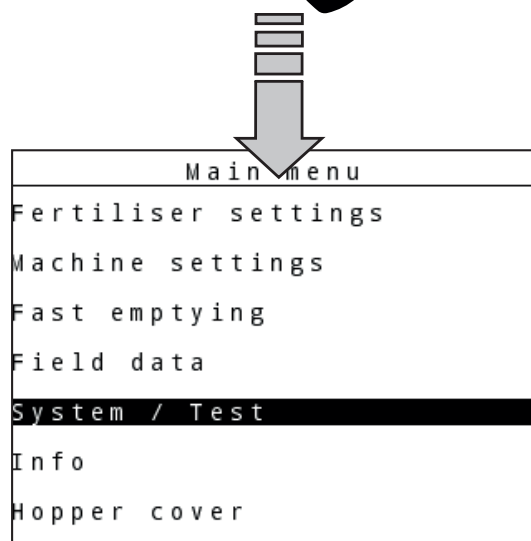 Main menu
Fertiliser settings
Machine settings
Fast emptying
Field data
System / Test
Info
Hopper cover